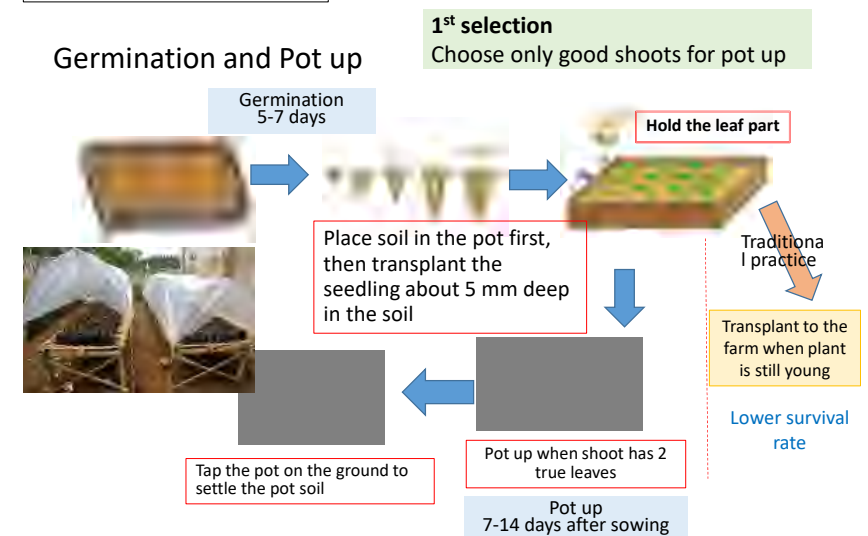 Germination and Pot up
1st selection
Choose only good shoots for pot up
Germination
5-7 days
Hold the leaf part
Place soil in the pot first,
then transplant the
seedling about 5 mm deep
in the soil
Traditiona
l practice
Transplant to the
farm when plant
is still young
Lower survival
rate
Pot up when shoot has 2
true leaves
Tap the pot on the ground to
settle the pot soil
Pot up
7-14 days after sowing